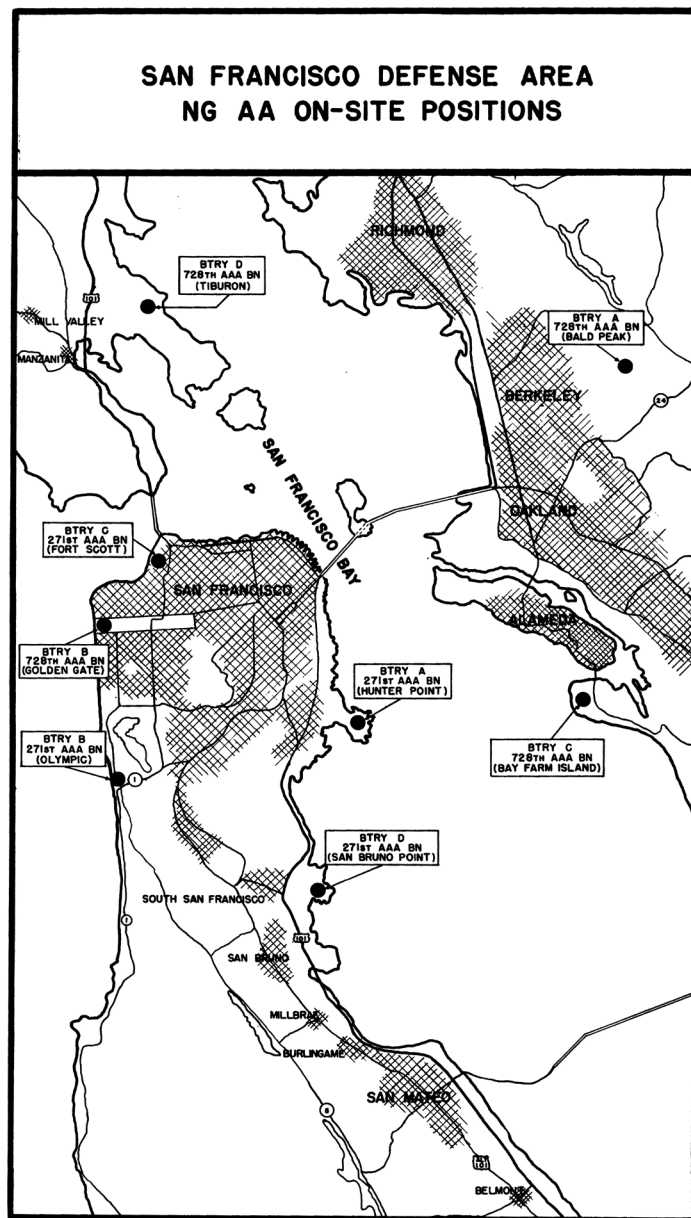 SAN FRANCISCO DEFENSE AREA
NG AA ON-SITE POSITIONS
RICHMOND
BTRY D
728TH AAA BN
(TIBURON)
101
MILL VALLEY
MANZANITA
BTRY A
728TH AAA BN
(BALD PEAK)
BERKELEY
24
SAN FRANCISCO BAY
OAKLAND
BTRY C
271ST AAA BN
(FORT SCOTT)
SAN FRANCISCO
ALAMEDA
BTRY B
728TH AAA BN
(GOLDEN GATE)
BTRY A
271ST AAA BN
(HUNTER POINT)
BTRY C
728TH AAA BN
(BAY FARM ISLAND)
BTRY B
271ST AAA BN
(OLYMPIC)
1
BTRY D
271ST AAA BN
(SAN BRUNO POINT)
SOUTH SAN FRANCISCO
1
101
SAN BRUNO
MILLBRAE
BURLINGAME
SAN MATEO
5
ALT
101
BELMONT